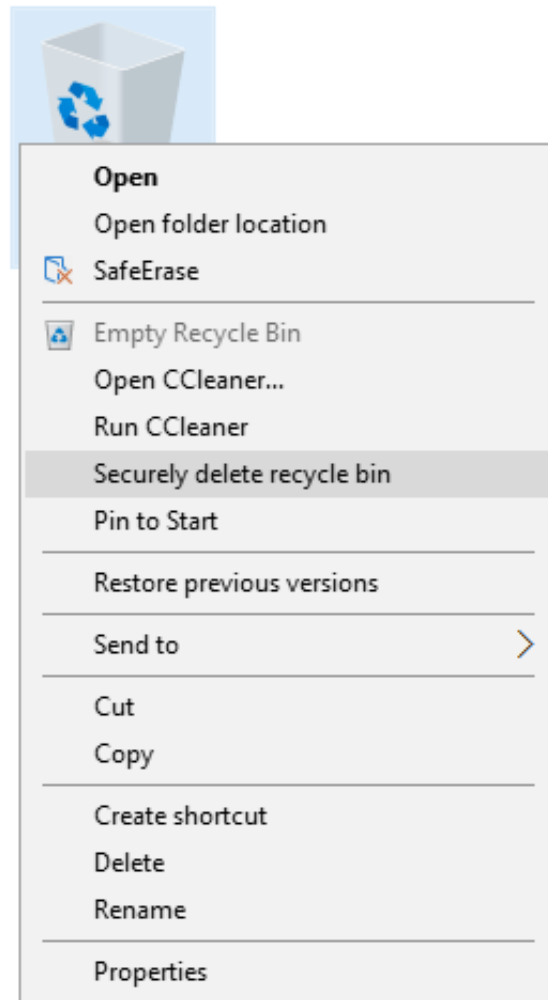 Open
Open folder location
SafeErase
Empty Recycle Bin
Open CCleaner...
Run CCleaner
Securely delete recycle bin
Pin to Start
Restore previous versions
Send to
Cut
Copy
Create shortcut
Delete
Rename
Properties